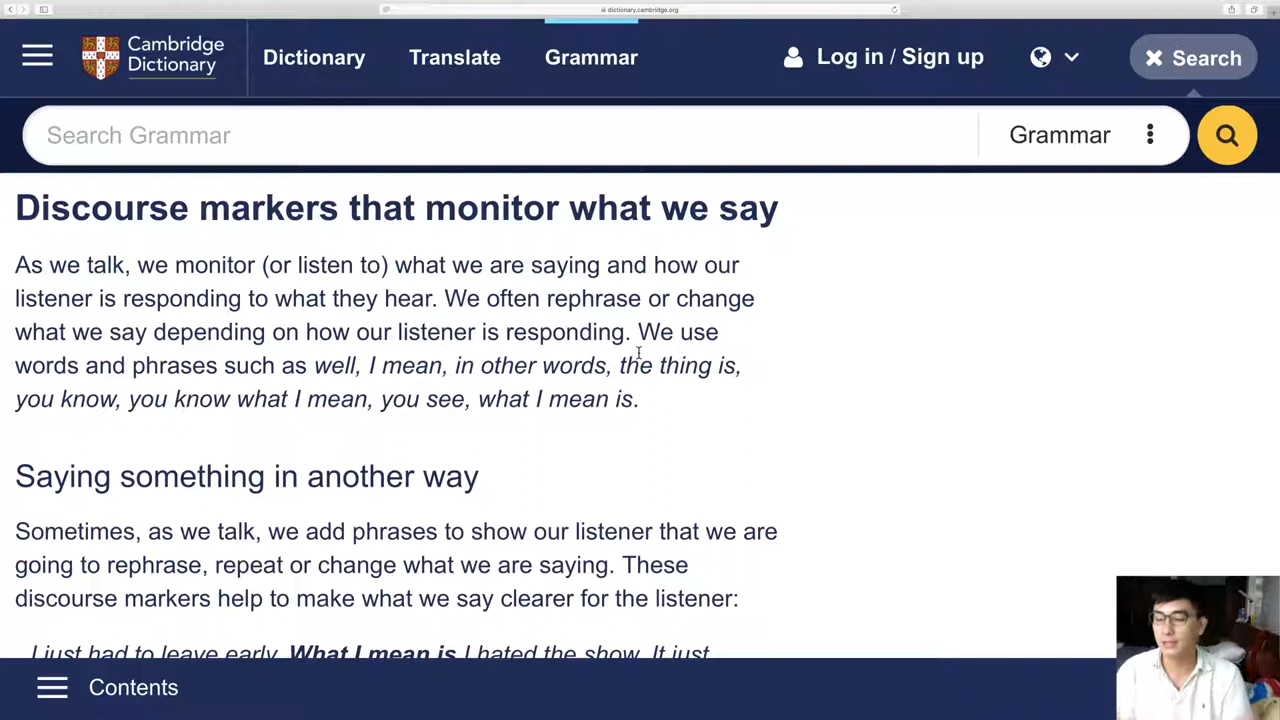 dictionary.cambridge.org
Cambridge
Dictionary
Dictionary
Translate
Grammar
Log in / Sign up
Search
Search Grammar
Grammar
Discourse markers that monitor what we say
As we talk, we monitor (or listen to) what we are saying and how our
listener is responding to what they hear. We often rephrase or change
what we say depending on how our listener is responding. We use
words and phrases such as well, I mean, in other words, the thing is,
you know, you know what I mean, you see, what I mean is.
Saying something in another way
Sometimes, as we talk, we add phrases to show our listener that we are
going to rephrase, repeat or change what we are saying. These
discourse markers help to make what we say clearer for the listener:
I just had to leave early. What I mean is I hated the show. It just
Contents